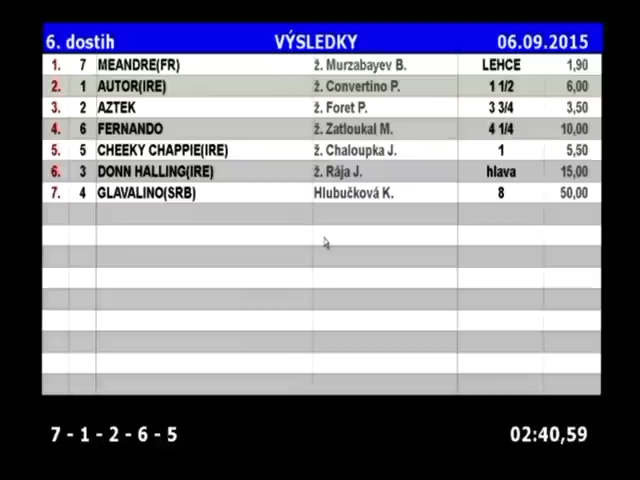 6. dostih VÝSLEDKY 06.09.2015
1. 7 MEANDRE(FR) ž. Murzabayev B. LEHCE 1,90
2. 1 AUTOR(IRE) ž. Convertino P. 1 1/2 6,00
3. 2 AZTEK ž. Foret P. 3 3/4 3,50
4. 6 FERNANDO ž. Zatloukal M. 4 1/4 10,00
5. 5 CHEEKY CHAPPIE(IRE) ž. Chaloupka J. 1 5,50
6. 3 DONN HALLING(IRE) ž. Rája J. hlava 15,00
7. 4 GLAVALINO(SRB) Hlubučková K. 8 50,00
7 - 1 - 2 - 6 - 5 02:40,59